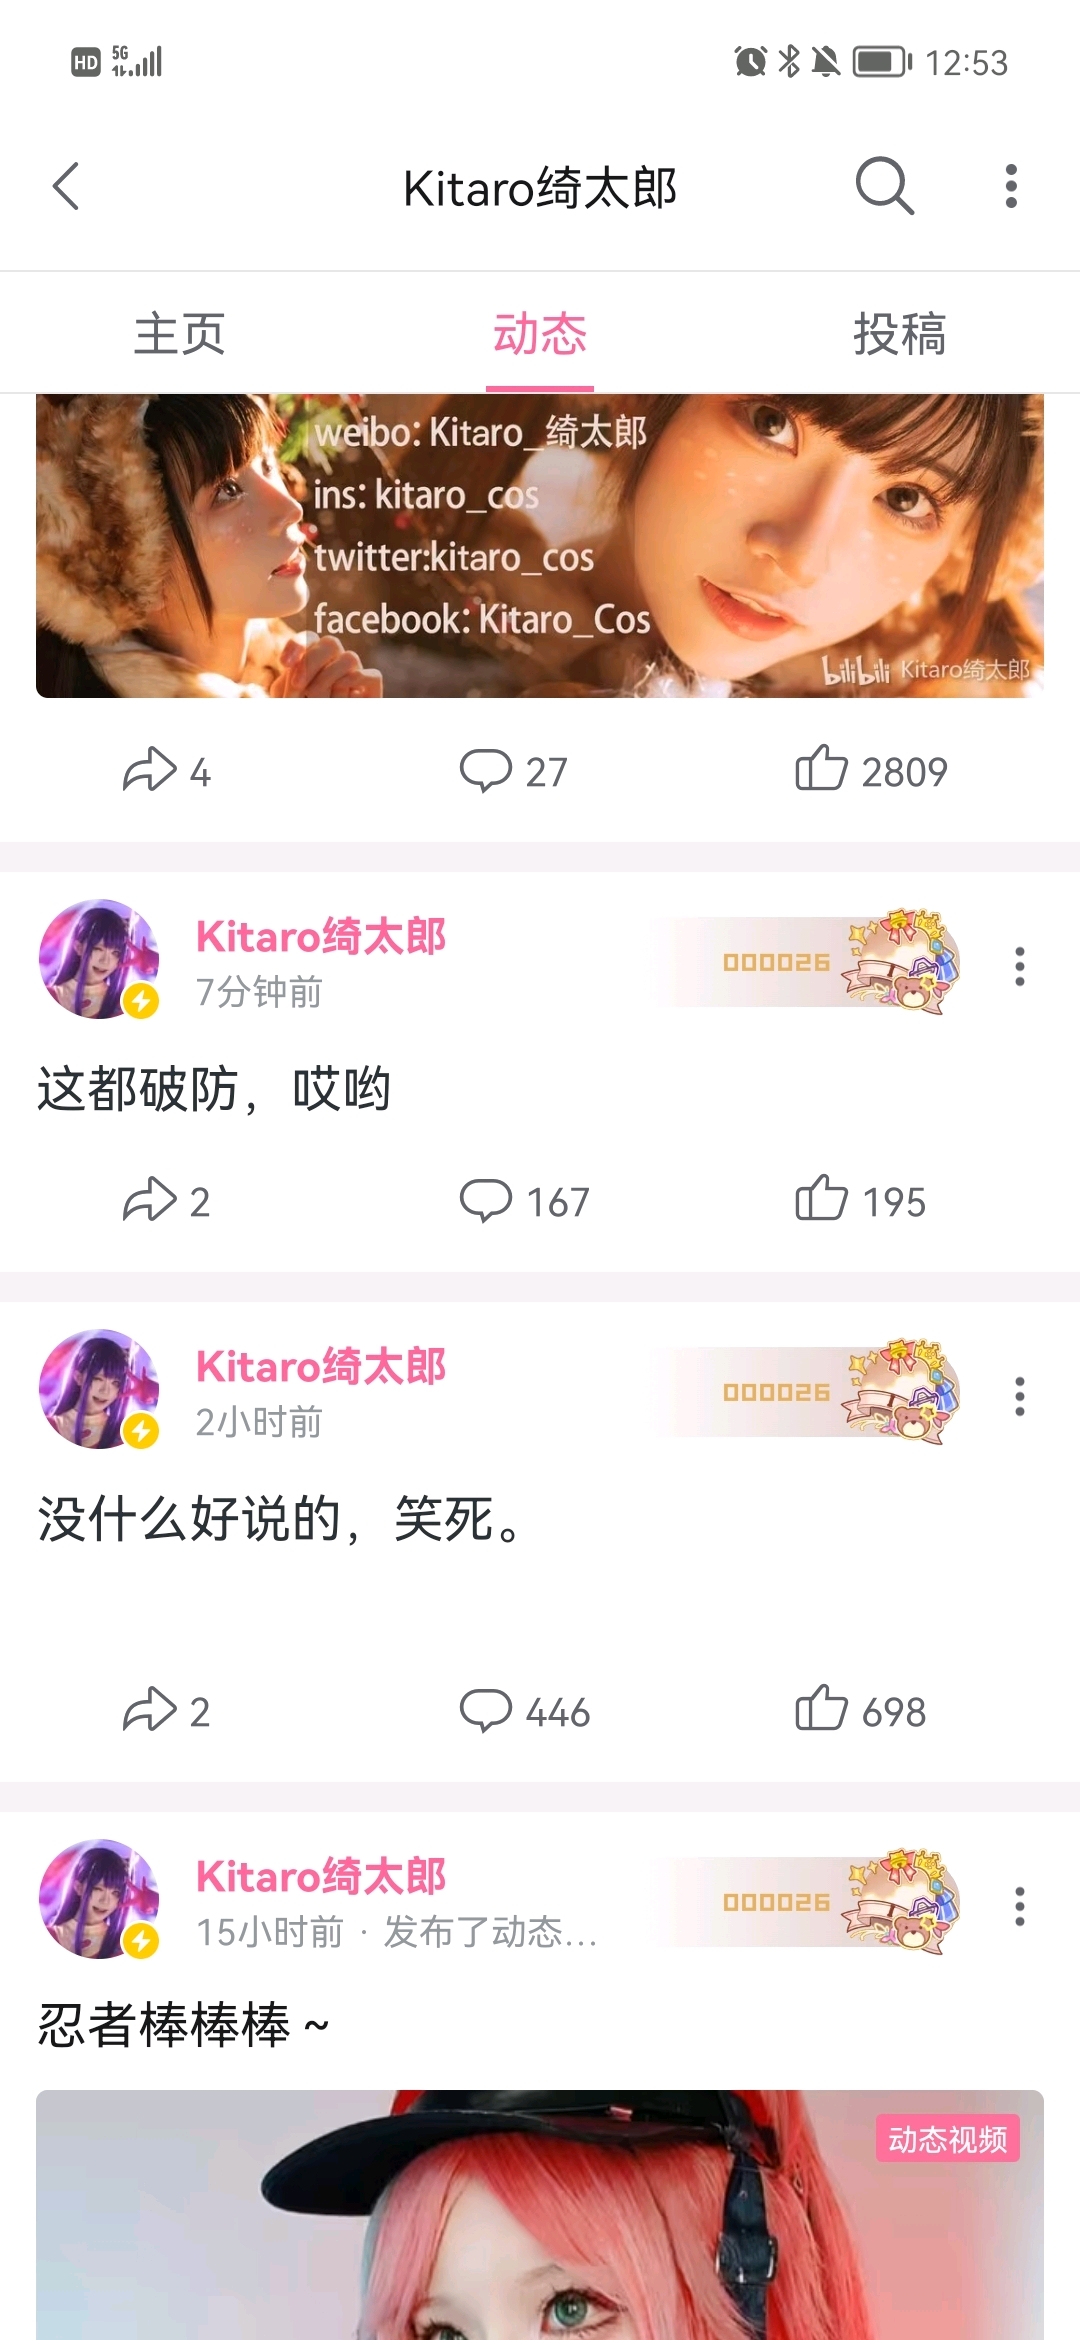 HD 5G 12:53
Kitaro绮太郎
主页 动态 投稿
weibo: Kitaro_绮太郎
ins: kitaro_cos
twitter:kitaro_cos
facebook: Kitaro_Cos
bilibili Kitaro绮太郎
4 27 2809
Kitaro绮太郎
000026
7分钟前
这都破防，哎哟
2 167 195
Kitaro绮太郎
000026
2小时前
没什么好说的，笑死。
2 446 698
Kitaro绮太郎
000026
15小时前 · 发布了动态...
忍者棒棒棒～
动态视频